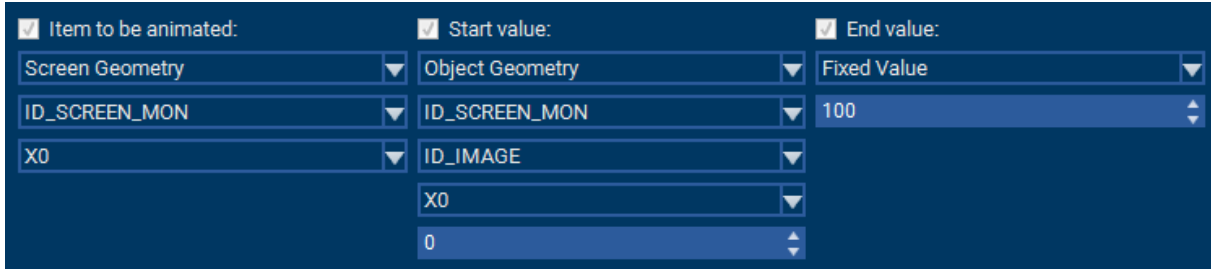 Item to be animated:
Screen Geometry
ID_SCREEN_MON
X0
Start value:
Object Geometry
ID_SCREEN_MON
ID_IMAGE
X0
0
End value:
Fixed Value
100